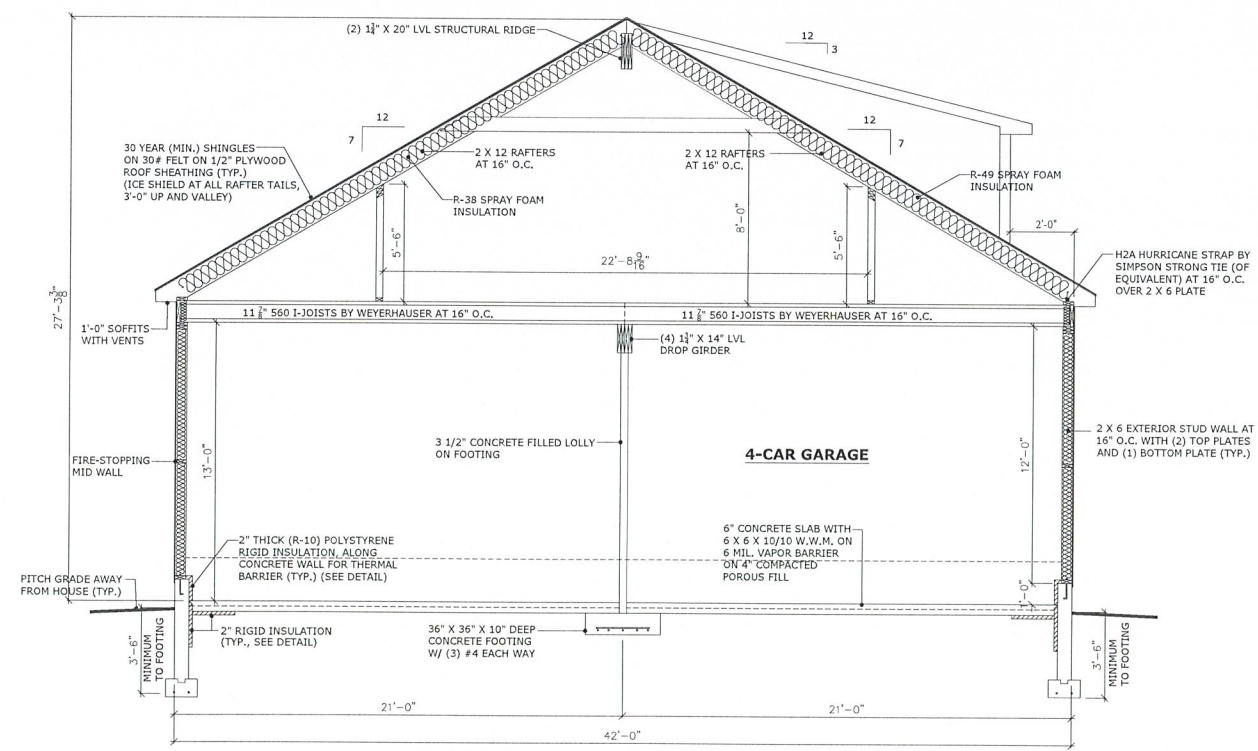 (2) 1 3/4" X 20" LVL STRUCTURAL RIDGE
12
3
12
7
12
7
30 YEAR (MIN.) SHINGLES
ON 30# FELT ON 1/2" PLYWOOD
ROOF SHEATHING (TYP.)
(ICE SHIELD AT ALL RAFTER TAILS,
3'-0" UP AND VALLEY)
2 X 12 RAFTERS
AT 16" O.C.
2 X 12 RAFTERS
AT 16" O.C.
R-38 SPRAY FOAM
INSULATION
R-49 SPRAY FOAM
INSULATION
5'-6"
8'-0"
5'-6"
2'-0"
22'-8 9/16"
H2A HURRICANE STRAP BY
SIMPSON STRONG TIE (OF
EQUIVALENT) AT 16" O.C.
OVER 2 X 6 PLATE
27'-3 3/8"
1'-0" SOFFITS
WITH VENTS
11 7/8" 560 I-JOISTS BY WEYERHAUSER AT 16" O.C.
11 7/8" 560 I-JOISTS BY WEYERHAUSER AT 16" O.C.
(4) 1 3/4" X 14" LVL
DROP GIRDER
3 1/2" CONCRETE FILLED LOLLY
ON FOOTING
4-CAR GARAGE
2 X 6 EXTERIOR STUD WALL AT
16" O.C. WITH (2) TOP PLATES
AND (1) BOTTOM PLATE (TYP.)
FIRE-STOPPING
MID WALL
13'-0"
12'-0"
2" THICK (R-10) POLYSTYRENE
RIGID INSULATION, ALONG
CONCRETE WALL FOR THERMAL
BARRIER (TYP.) (SEE DETAIL)
6" CONCRETE SLAB WITH
6 X 6 X 10/10 W.W.M. ON
6 MIL. VAPOR BARRIER
ON 4" COMPACTED
POROUS FILL
PITCH GRADE AWAY
FROM HOUSE (TYP.)
1'-0"
2" RIGID INSULATION
(TYP., SEE DETAIL)
36" X 36" X 10" DEEP
CONCRETE FOOTING
W/ (3) #4 EACH WAY
3'-6"
MINIMUM
TO FOOTING
3'-6"
MINIMUM
TO FOOTING
21'-0"
21'-0"
42'-0"